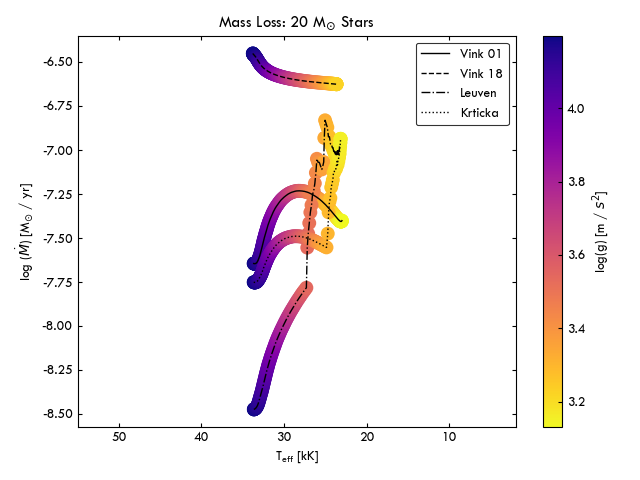 Mass Loss: 20 M⊙ Stars
Vink 01
Vink 18
Leuven
Krticka
-6.50
-6.75
-7.00
-7.25
-7.50
-7.75
-8.00
-8.25
-8.50
log (Ṁ) [M⊙ / yr]
50
40
30
20
10
Teff [kK]
4.0
3.8
3.6
3.4
3.2
log(g) [m / s²]